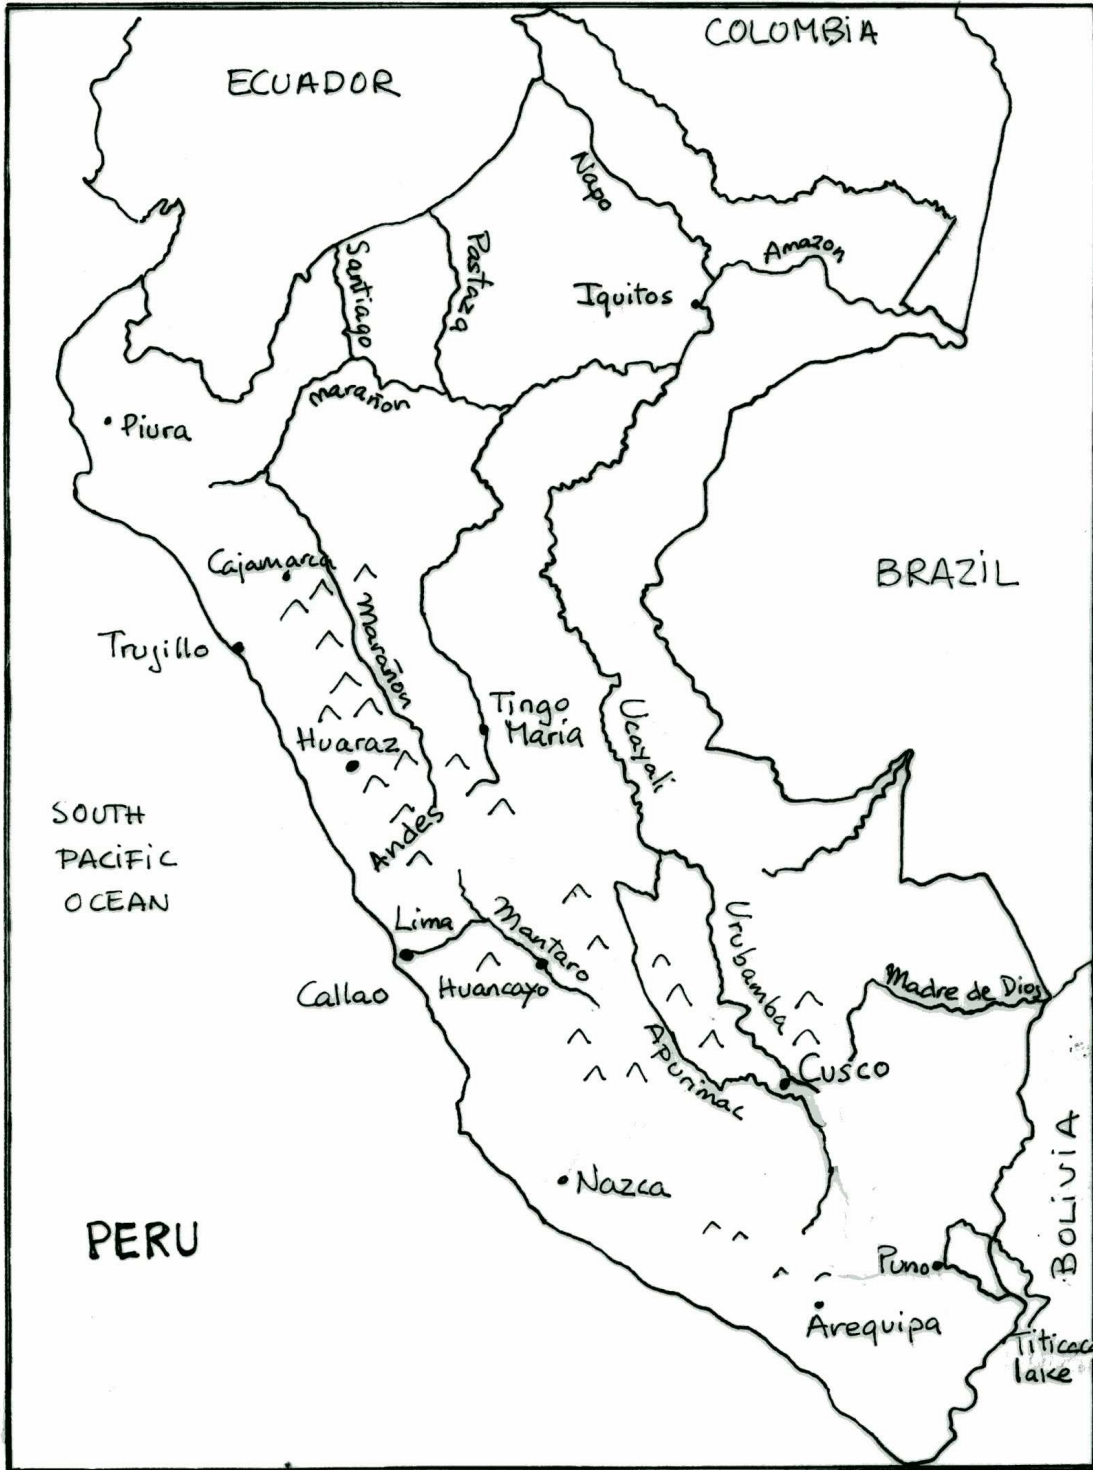 COLOMBIA
ECUADOR
Napo
Amazon
Santiago
Pastaza
Iquitos
Marañon
Piura
Cajamarca
BRAZIL
Marañon
Trujillo
Tingo
María
Ucayali
Huaraz
SOUTH
PACIFIC
OCEAN
Andes
Lima
Mantaro
Urubamba
Madre de Dios
Callao
Huancayo
Apurimac
Cusco
BOLIVIA
Nazca
PERU
Puno
Arequipa
Titicaca
lake